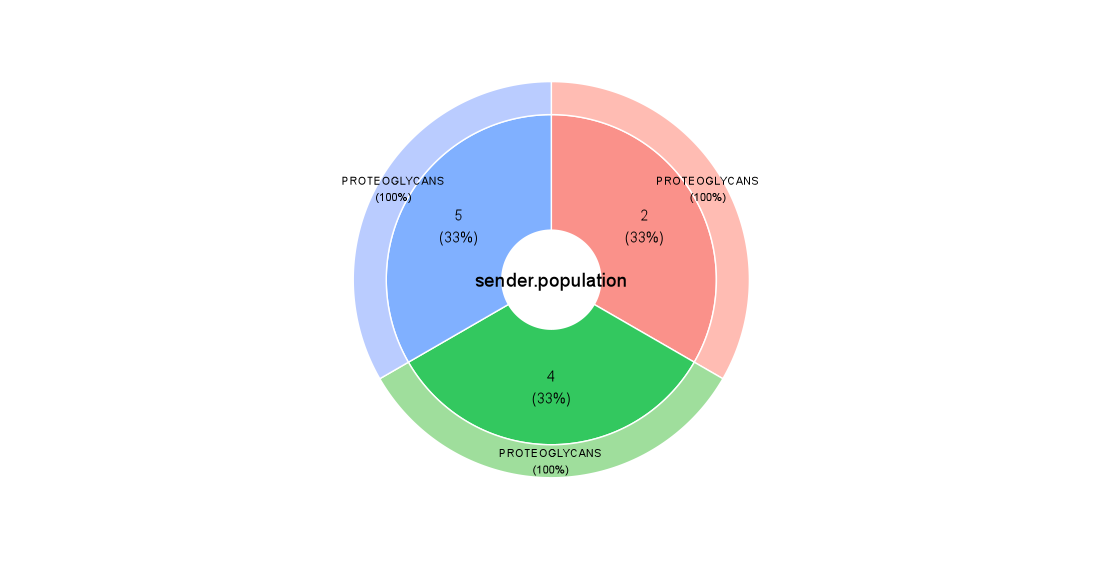 PROTEOGLYCANS
(100%)
PROTEOGLYCANS
(100%)
5
(33%)
2
(33%)
sender.population
4
(33%)
PROTEOGLYCANS
(100%)